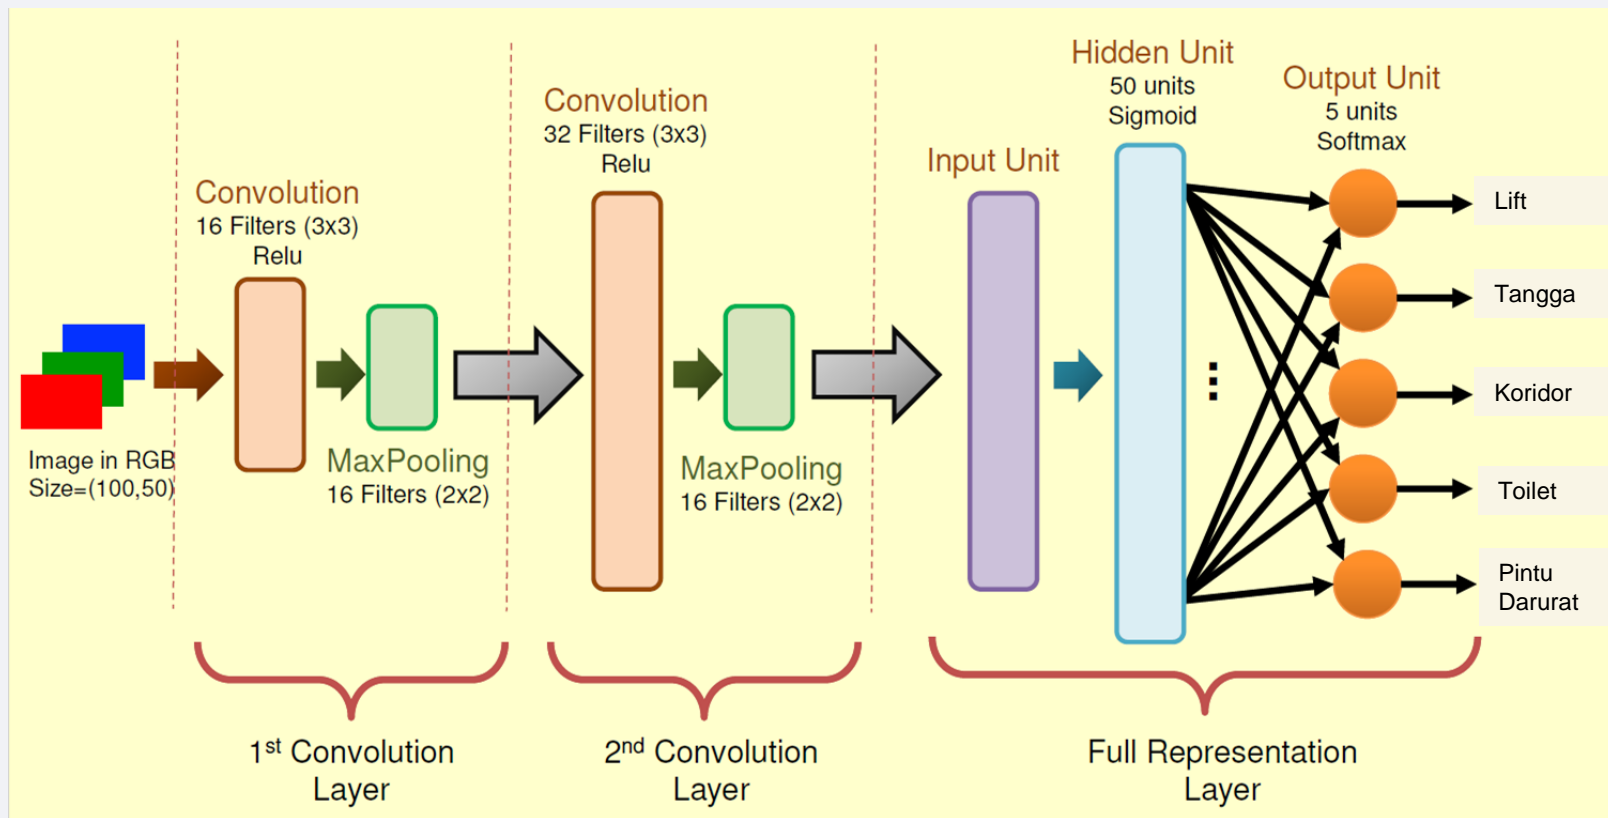 Image in RGB
Size=(100,50)
Convolution
16 Filters (3x3)
Relu
MaxPooling
16 Filters (2x2)
Convolution
32 Filters (3x3)
Relu
MaxPooling
16 Filters (2x2)
Input Unit
Hidden Unit
50 units
Sigmoid
Output Unit
5 units
Softmax
Lift
Tangga
Koridor
Toilet
Pintu
Darurat
1st Convolution
Layer
2nd Convolution
Layer
Full Representation
Layer